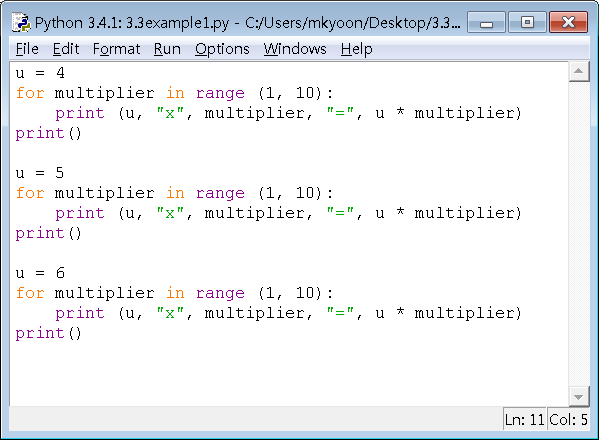 Python 3.4.1: 3.3example1.py - C:/Users/mkyoon/Desktop/3.3...
File Edit Format Run Options Windows Help
u = 4
for multiplier in range (1, 10):
    print (u, "x", multiplier, "=", u * multiplier)
print()
u = 5
for multiplier in range (1, 10):
    print (u, "x", multiplier, "=", u * multiplier)
print()
u = 6
for multiplier in range (1, 10):
    print (u, "x", multiplier, "=", u * multiplier)
print()
Ln: 11 Col: 5